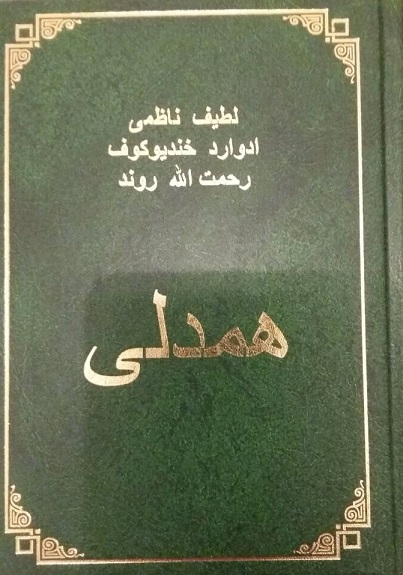 لطیف ناظمی
ادوارد خندیوکوف
رحمت الله روند
همدلی